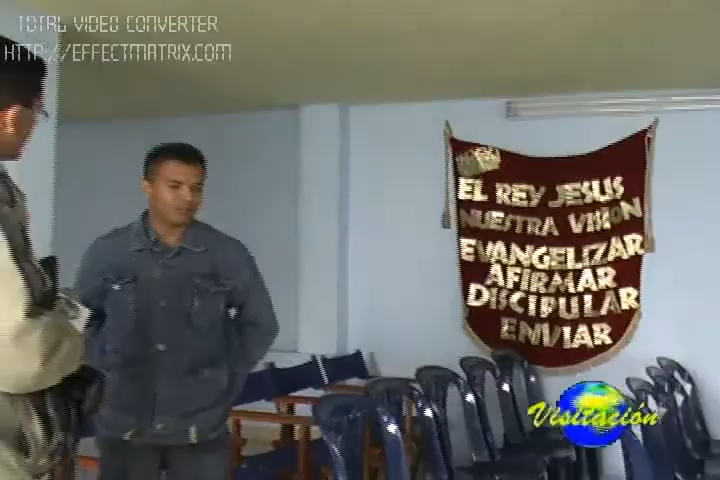 TOTAL VIDEO CONVERTER
HTTP://EFFECTMATRIX.COM
EL REY JESUS
NUESTRA VISION
EVANGELIZAR
AFIRMAR
DISCIPULAR
ENVIAR
Visitación